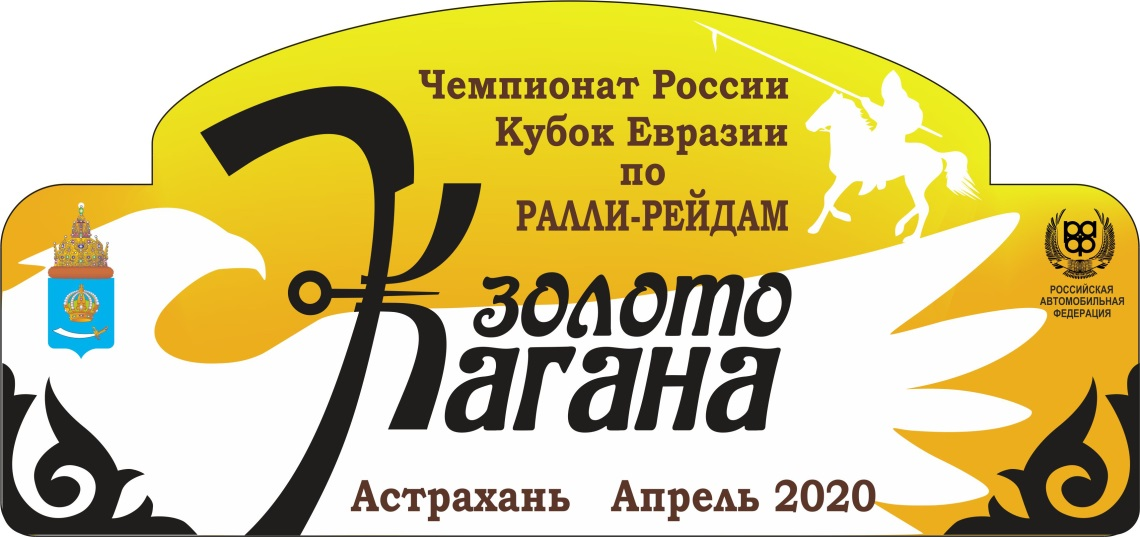 Чемпионат России
Кубок Евразии
по
РАЛЛИ-РЕЙДАМ
золото
Кагана
РОССИЙСКАЯ
АВТОМОБИЛЬНАЯ
ФЕДЕРАЦИЯ
Астрахань Апрель 2020